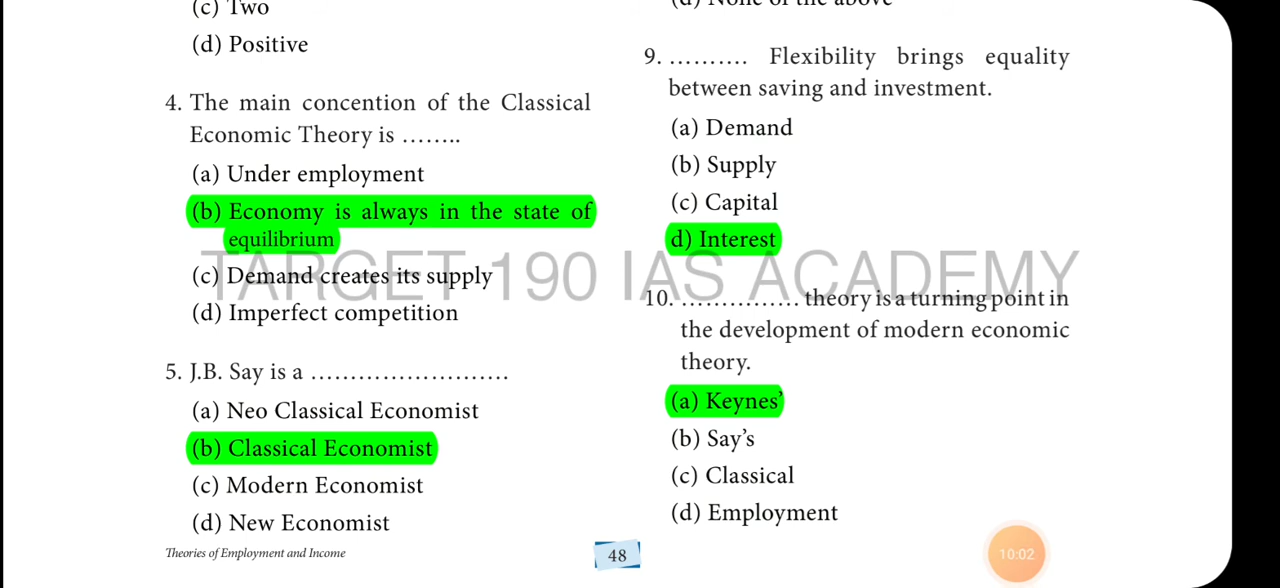 (c) Two
(d) Positive
4. The main concention of the Classical
Economic Theory is ........
(a) Under employment
(b) Economy is always in the state of
equilibrium
(c) Demand creates its supply
(d) Imperfect competition
5. J.B. Say is a .........................
(a) Neo Classical Economist
(b) Classical Economist
(c) Modern Economist
(d) New Economist
(d) None of the above
9. .......... Flexibility brings equality
between saving and investment.
(a) Demand
(b) Supply
(c) Capital
d) Interest
10. ............... theory is a turning point in
the development of modern economic
theory.
(a) Keynes’
(b) Say’s
(c) Classical
(d) Employment
TARGET 190 IAS ACADEMY
Theories of Employment and Income
48
10:02